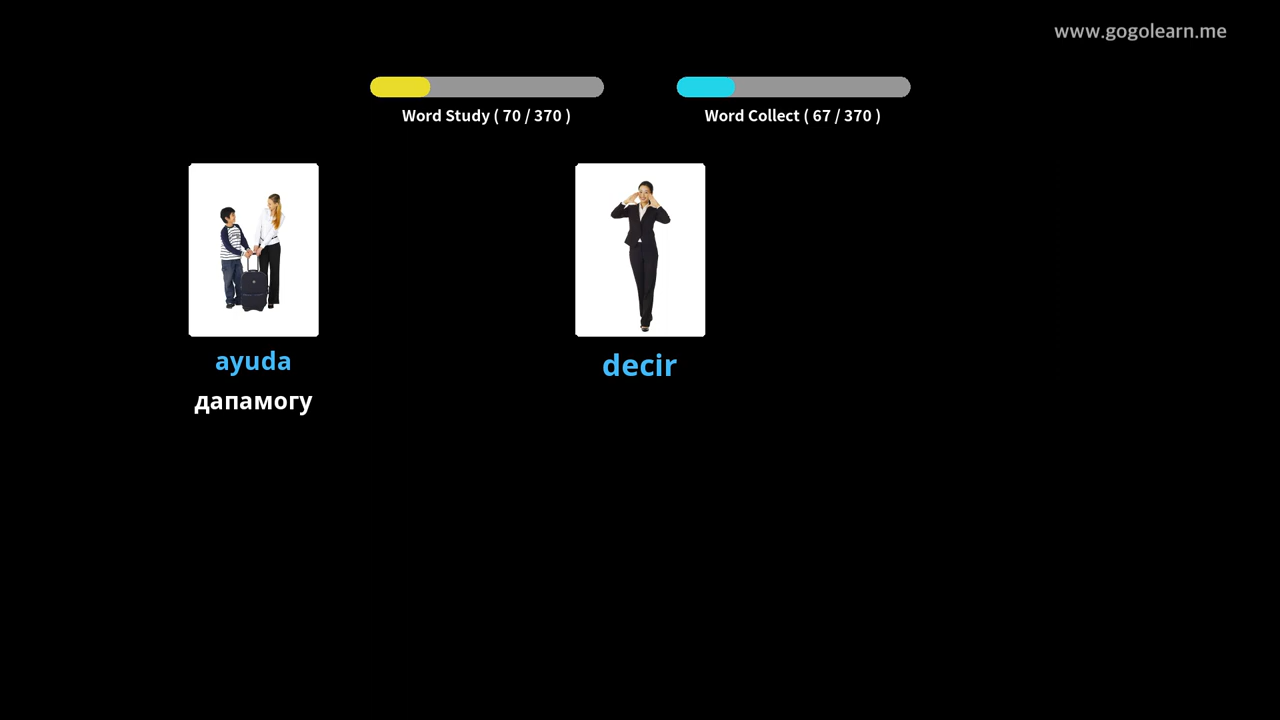 www.gogolearn.me
Word Study ( 70 / 370 )
Word Collect ( 67 / 370 )
ayuda
дапамогу
decir